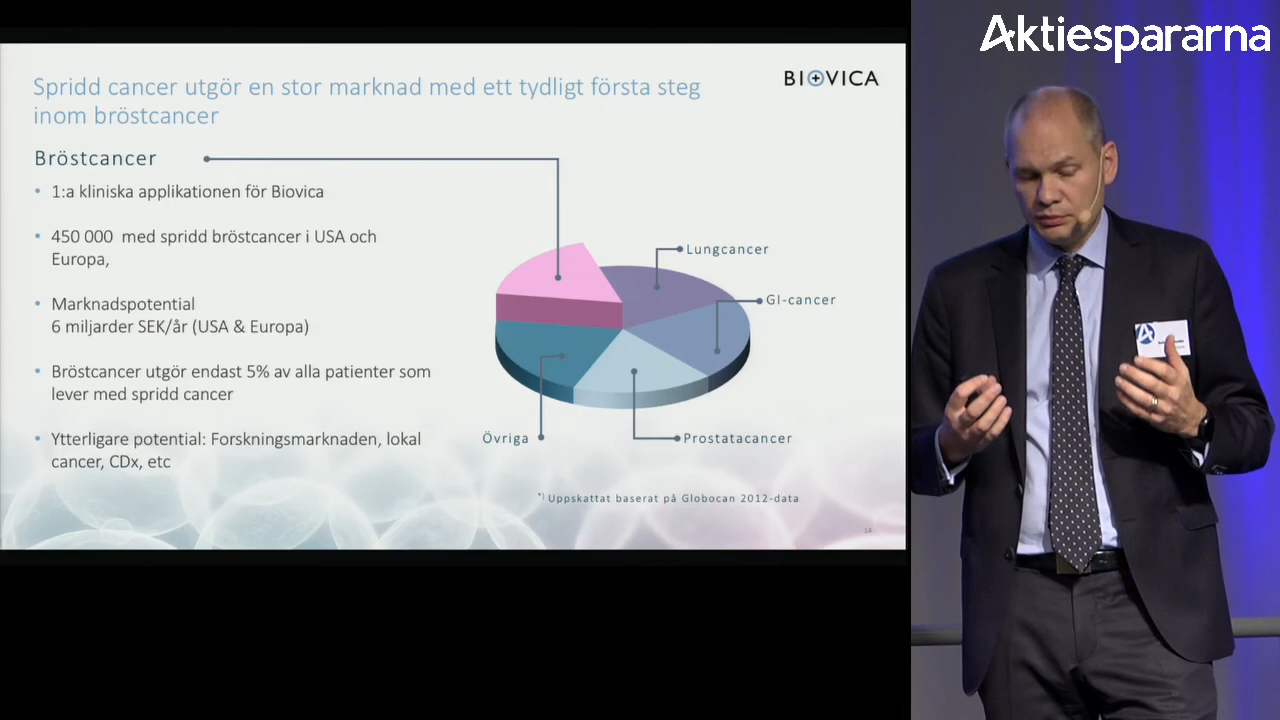 Aktiespararna
BIOVICA
Spridd cancer utgör en stor marknad med ett tydligt första steg
inom bröstcancer
Bröstcancer
• 1:a kliniska applikationen för Biovica
• 450 000 med spridd bröstcancer i USA och
Europa,
• Marknadspotential
6 miljarder SEK/år (USA & Europa)
• Bröstcancer utgör endast 5% av alla patienter som
lever med spridd cancer
• Ytterligare potential: Forskningsmarknaden, lokal
cancer, CDx, etc
Lungcancer
GI-cancer
Övriga
Prostatacancer
*) Uppskattat baserat på Globocan 2012-data
14